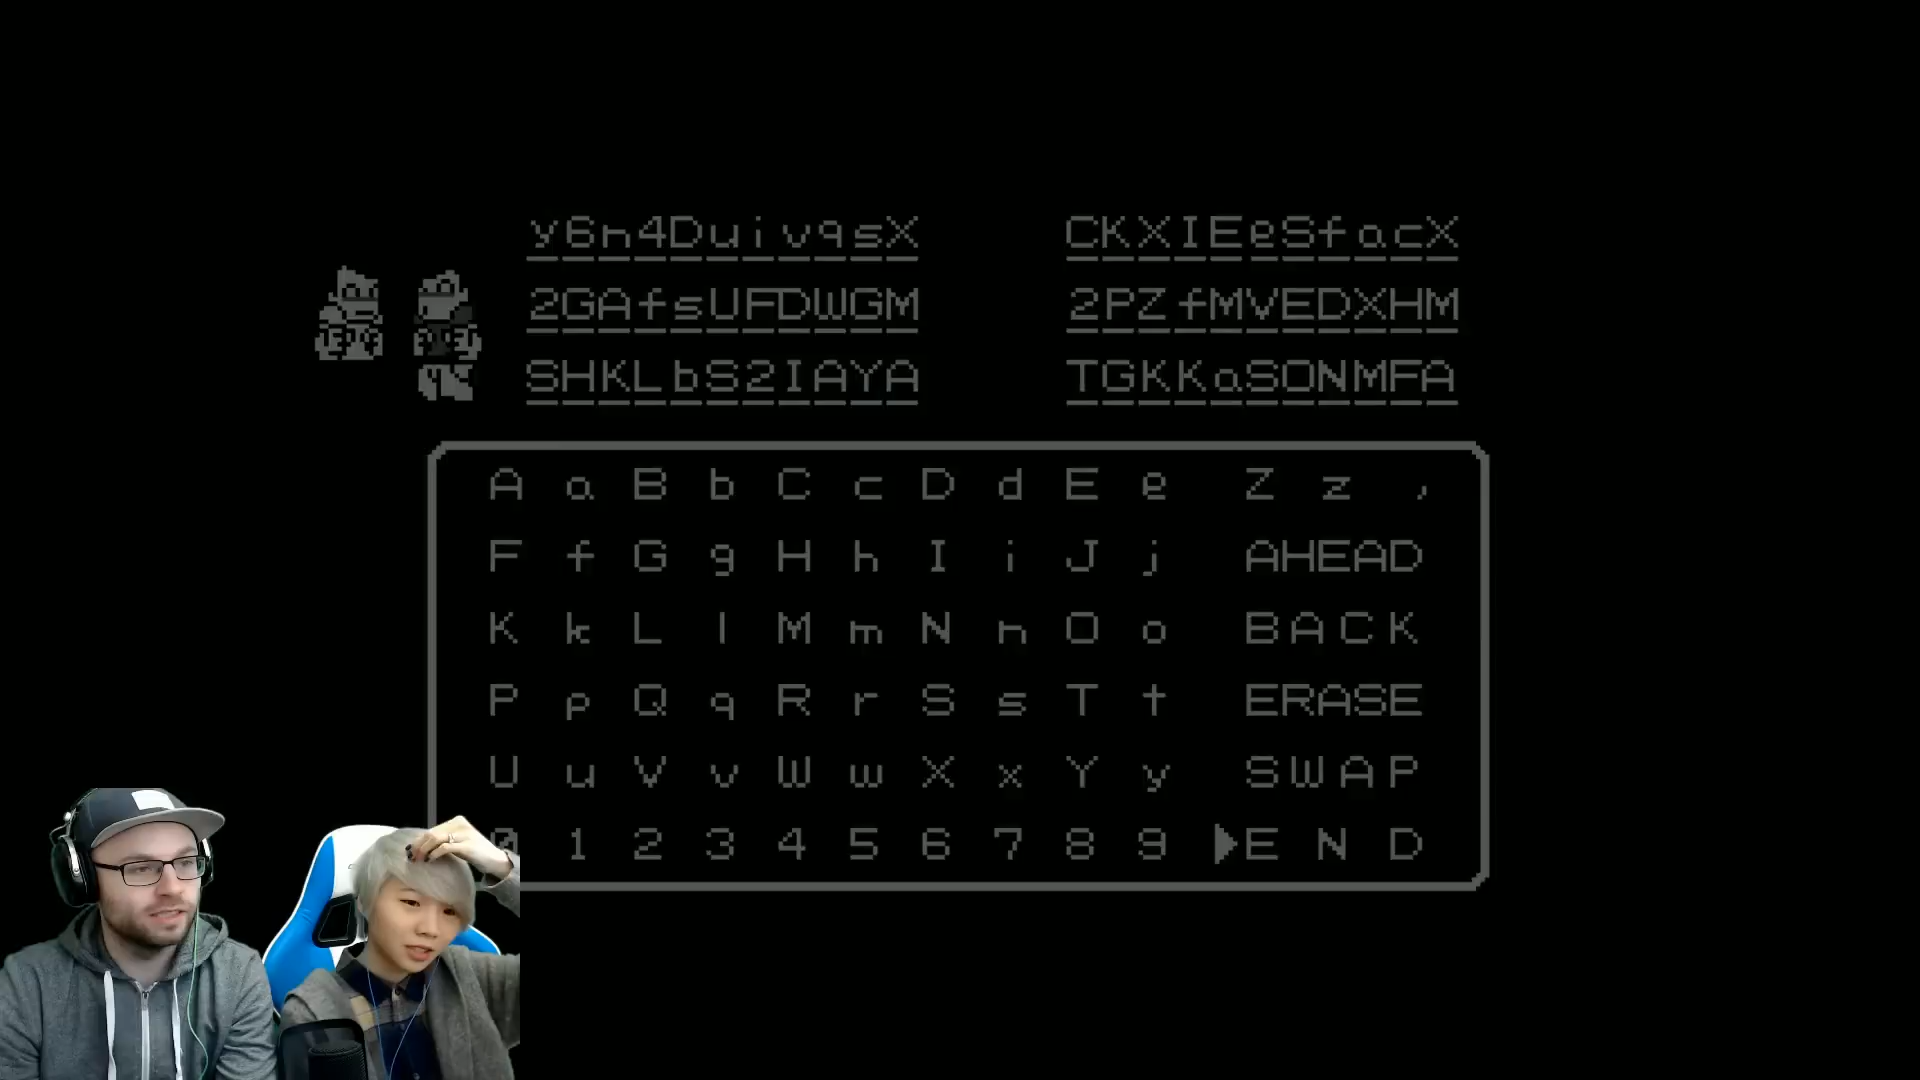 y6n4DuivqsX CKXIEeSfacX
2GAfsUFDWGM 2PZfMVEDXHM
SHKLbS2IAYA TGKKaSONMFA
A a B b C c D d E e Z z ,
F f G g H h I i J j AHEAD
K k L l M m N n O o BACK
P p Q q R r S s T t ERASE
U u V v W w X x Y y SWAP
0 1 2 3 4 5 6 7 8 9 END